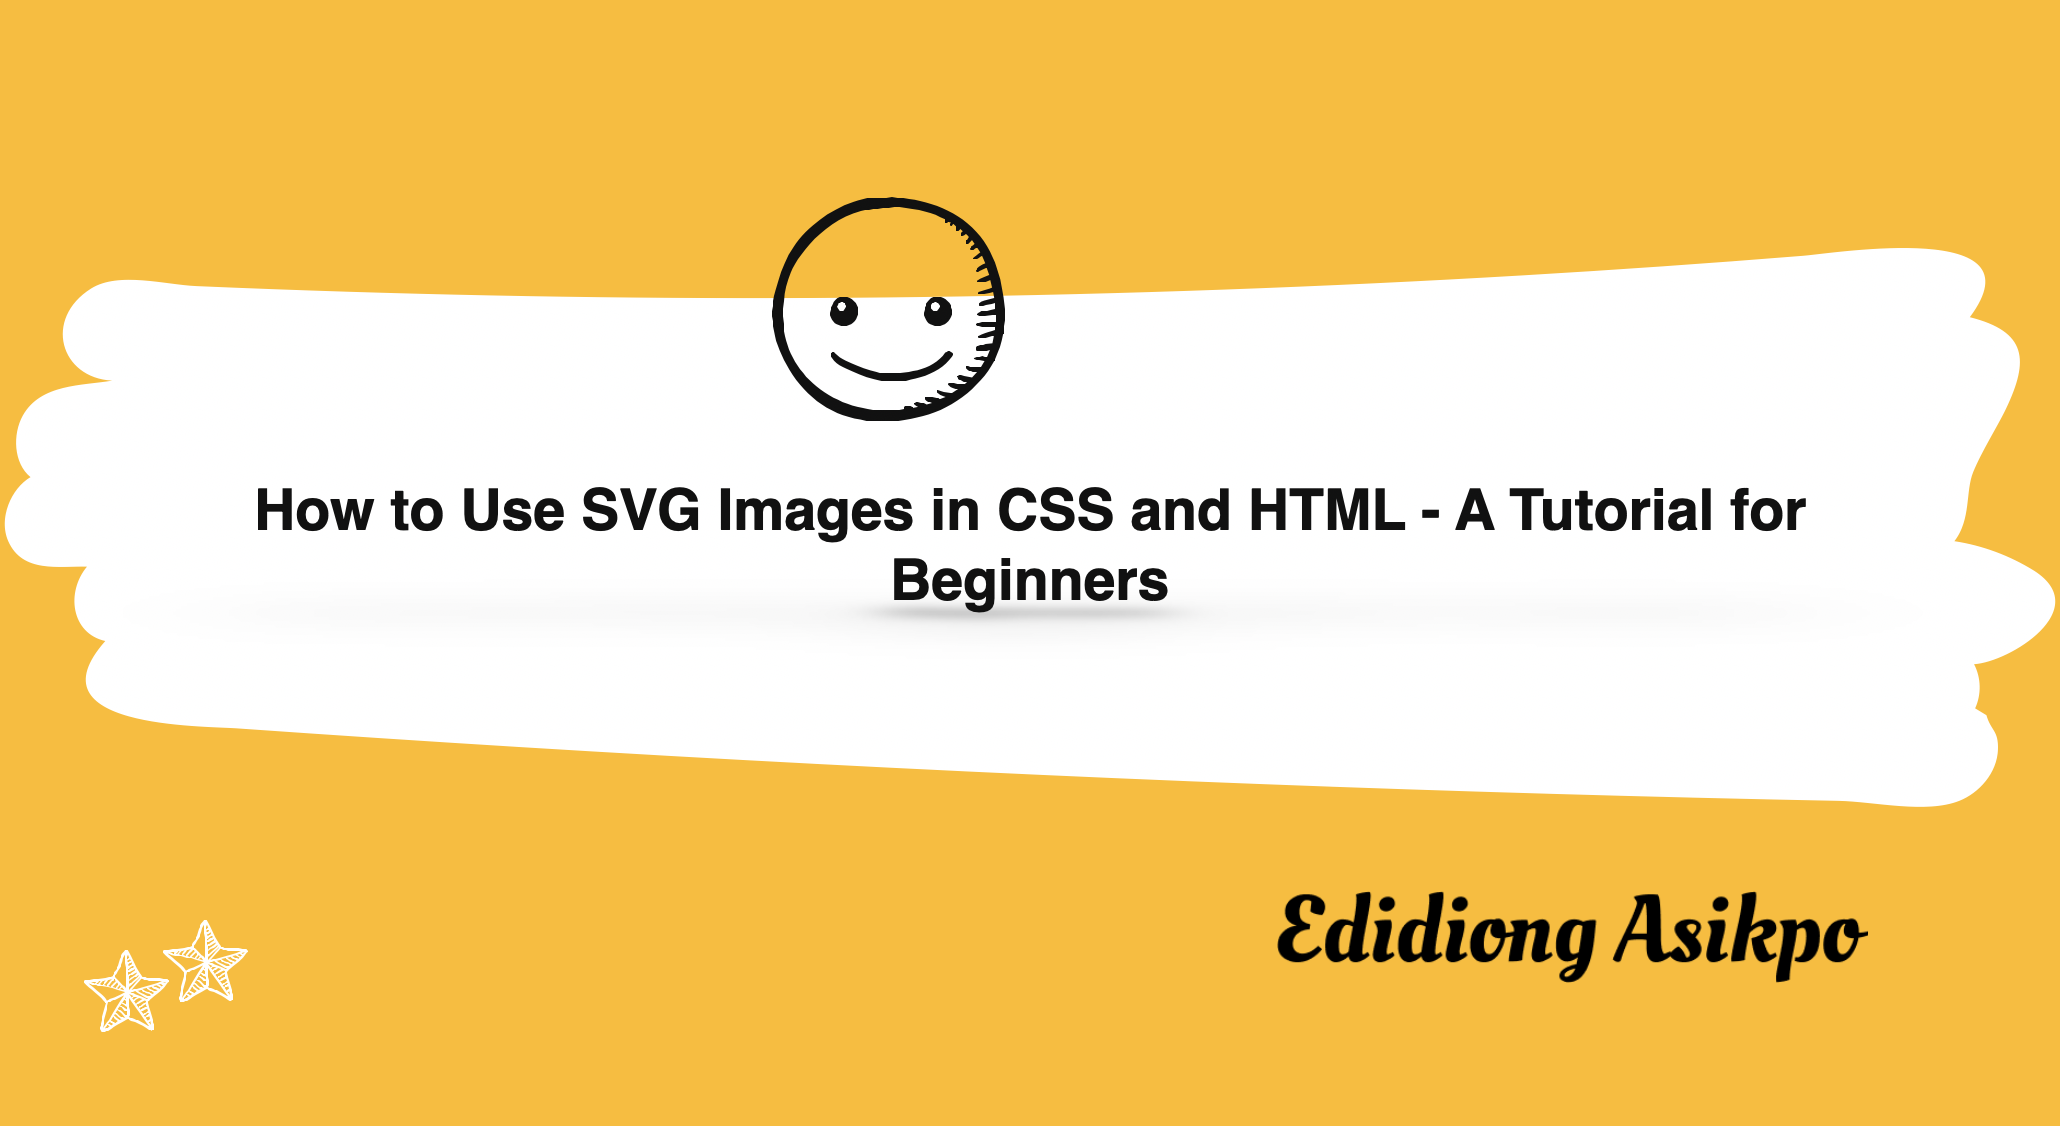 How to Use SVG Images in CSS and HTML - A Tutorial for
Beginners
Edidiong Asikpo